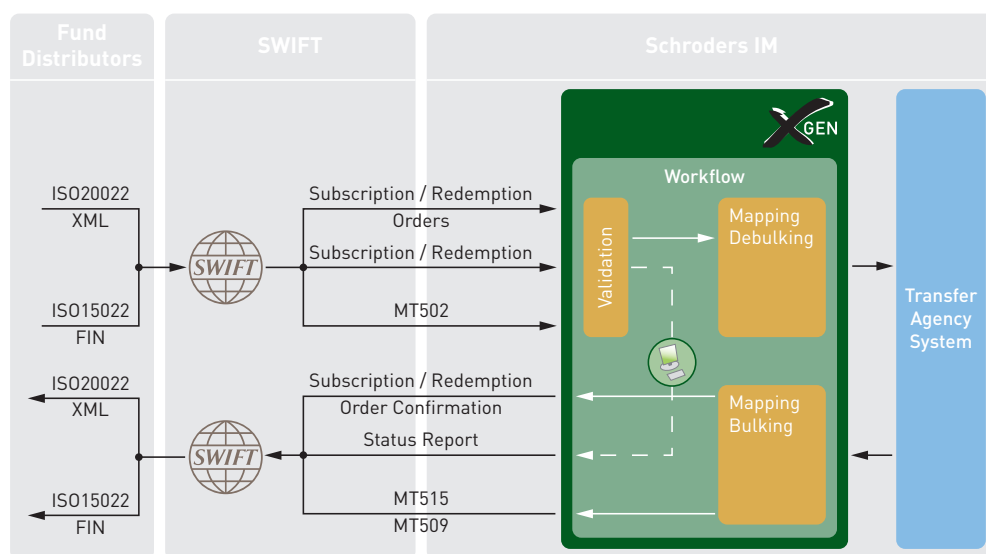 Fund
Distributors
SWIFT
Schroders IM
XGEN
Workflow
ISO20022
XML
ISO15022
FIN
SWIFT
Subscription / Redemption
Orders
Subscription / Redemption
MT502
Validation
Mapping
Debulking
Transfer
Agency
System
ISO20022
XML
ISO15022
FIN
SWIFT
Subscription / Redemption
Order Confirmation
Status Report
MT515
MT509
Mapping
Bulking